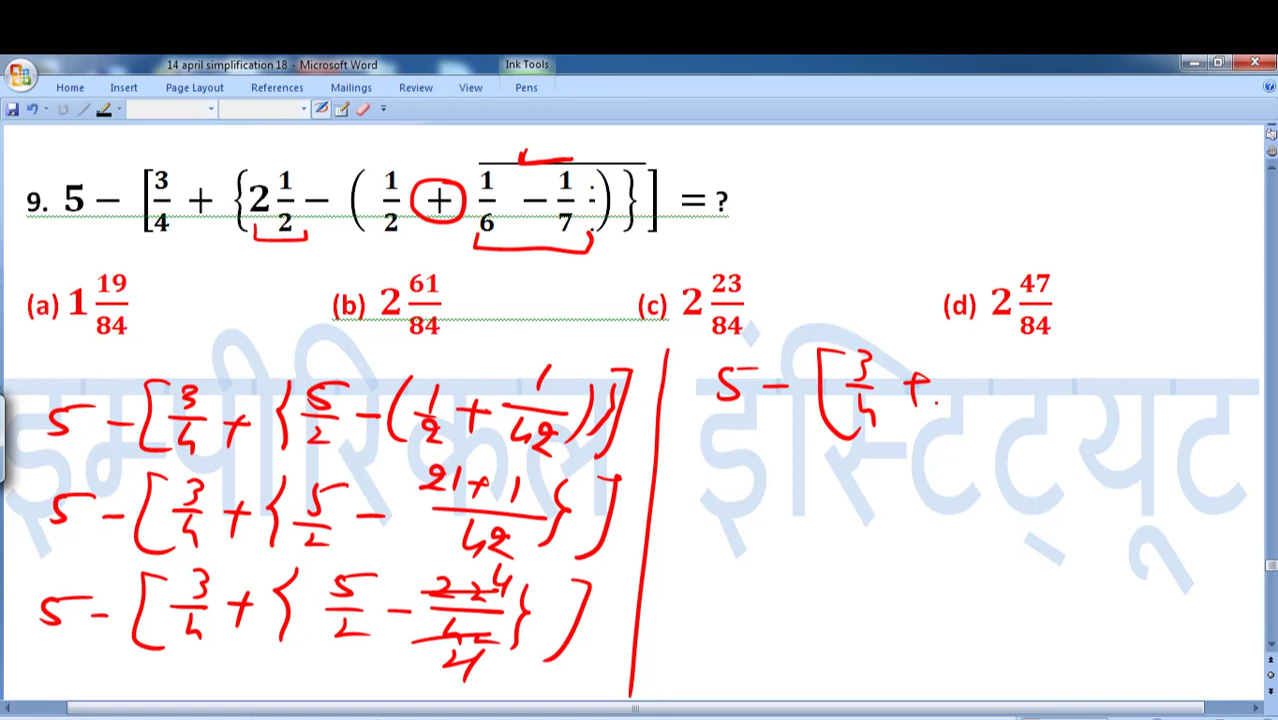 14 april simplification 18 - Microsoft Word
Ink Tools
Home Insert Page Layout References Mailings Review View Pens
9. 5 − [3/4 + {2 1/2 − ( 1/2 + 1/6 − 1/7 )}] = ?
(a) 1 19/84 (b) 2 61/84 (c) 2 23/84 (d) 2 47/84
5 − [3/4 + {5/2 − (1/2 + 1/42)}]
5 − [3/4 + {5/2 − 21+1/42}]
5 − [3/4 + {5/2 − 22/42 11/21}]
5 − [3/4 +
इम्पीरिकल इंस्टिट्यूट